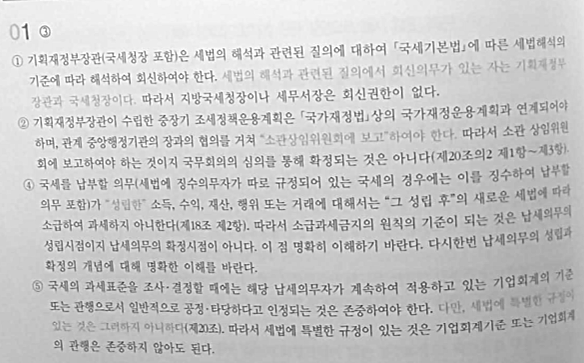 01 ③
① 기획재정부장관(국세청장 포함)은 세법의 해석과 관련된 질의에 대하여 「국세기본법」에 따른 세법해석의
기준에 따라 해석하여 회신하여야 한다. 세법의 해석과 관련된 질의에서 회신의무가 있는 자는 기획재정부
장관과 국세청장이다. 따라서 지방국세청장이나 세무서장은 회신권한이 없다.
② 기획재정부장관이 수립한 중장기 조세정책운용계획은 「국가재정법」상의 국가재정운용계획과 연계되어야
하며, 관계 중앙행정기관의 장과의 협의를 거쳐 “소관상임위원회에 보고”하여야 한다. 따라서 소관 상임위원
회에 보고하여야 하는 것이지 국무회의의 심의를 통해 확정되는 것은 아니다(제20조의2 제1항~제3항).
④ 국세를 납부할 의무(세법에 징수의무자가 따로 규정되어 있는 국세의 경우에는 이를 징수하여 납부할
의무 포함)가 “성립한” 소득, 수익, 재산, 행위 또는 거래에 대해서는 “그 성립 후”의 새로운 세법에 따라
소급하여 과세하지 아니한다(제18조 제2항). 따라서 소급과세금지의 원칙의 기준이 되는 것은 납세의무의
성립시점이지 납세의무의 확정시점이 아니다. 이 점 명확히 이해하기 바란다. 다시한번 납세의무의 성립과
확정의 개념에 대해 명확한 이해를 바란다.
⑤ 국세의 과세표준을 조사·결정할 때에는 해당 납세의무자가 계속하여 적용하고 있는 기업회계의 기준
또는 관행으로서 일반적으로 공정·타당하다고 인정되는 것은 존중하여야 한다. 다만, 세법에 특별한 규정이
있는 것은 그러하지 아니하다(제20조). 따라서 세법에 특별한 규정이 있는 것은 기업회계기준 또는 기업회계
의 관행은 존중하지 않아도 된다.